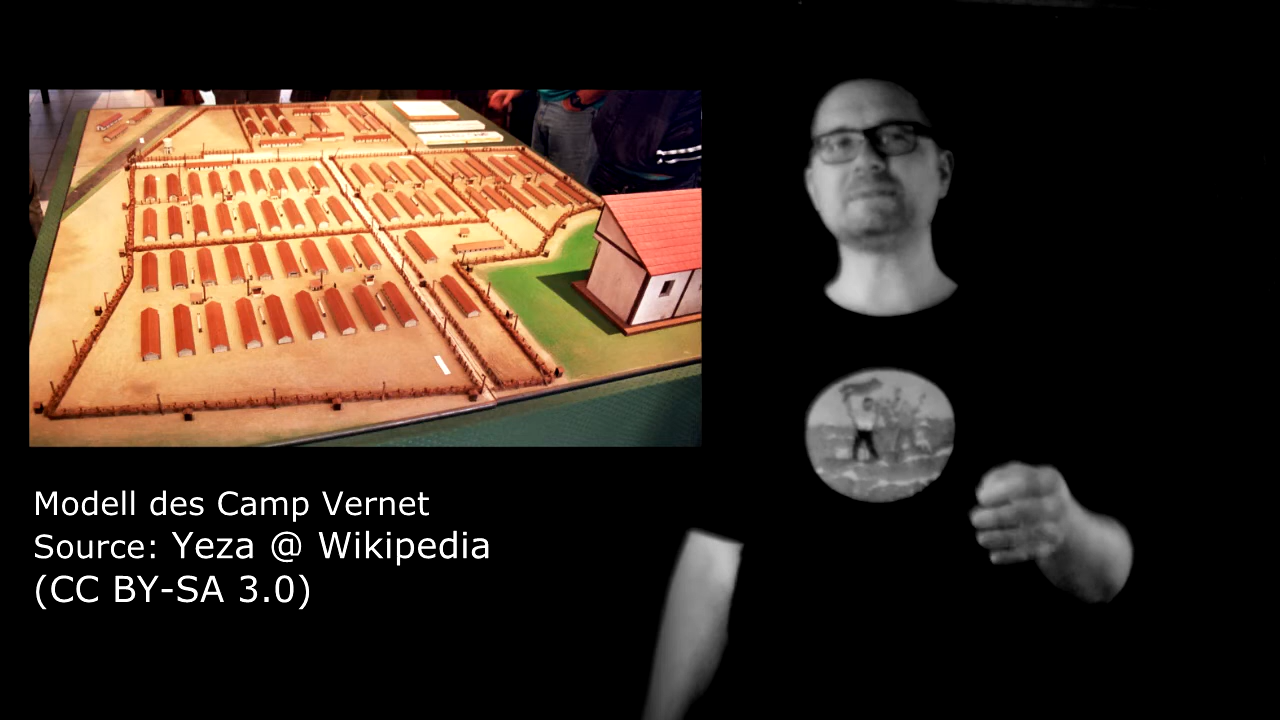 Modell des Camp Vernet
Source: Yeza @ Wikipedia
(CC BY-SA 3.0)